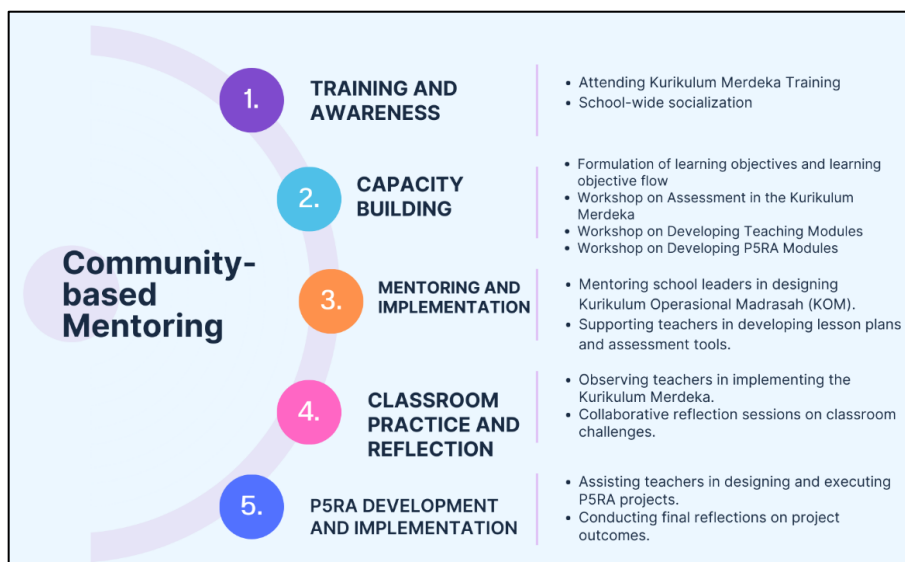 Community-
based
Mentoring
1.
TRAINING AND
AWARENESS
• Attending Kurikulum Merdeka Training
• School-wide socialization
2.
CAPACITY
BUILDING
• Formulation of learning objectives and learning
objective flow
• Workshop on Assessment in the Kurikulum
Merdeka
• Workshop on Developing Teaching Modules
• Workshop on Developing P5RA Modules
3.
MENTORING AND
IMPLEMENTATION
• Mentoring school leaders in designing
Kurikulum Operasional Madrasah (KOM).
• Supporting teachers in developing lesson plans
and assessment tools.
4.
CLASSROOM
PRACTICE AND
REFLECTION
• Observing teachers in implementing the
Kurikulum Merdeka.
• Collaborative reflection sessions on classroom
challenges.
5.
P5RA DEVELOPMENT
AND IMPLEMENTATION
• Assisting teachers in designing and executing
P5RA projects.
• Conducting final reflections on project
outcomes.